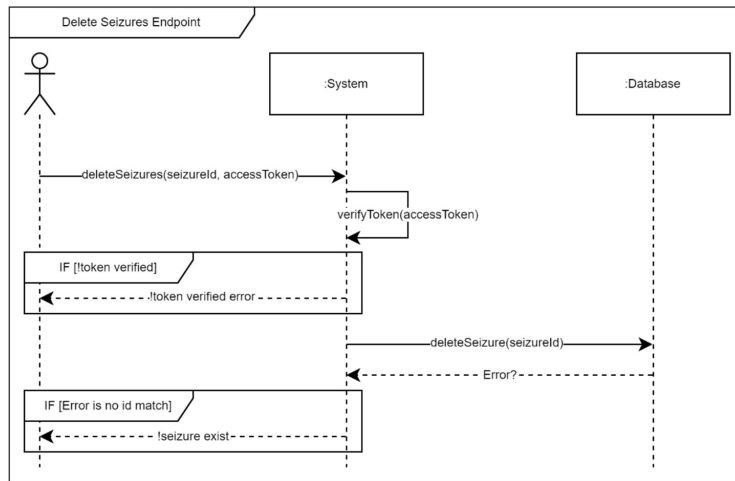 Delete Seizures Endpoint
:System
:Database
deleteSeizures(seizureId, accessToken)
verifyToken(accessToken)
IF [!token verified]
!token verified error
deleteSeizure(seizureId)
Error?
IF [Error is no id match]
!seizure exist